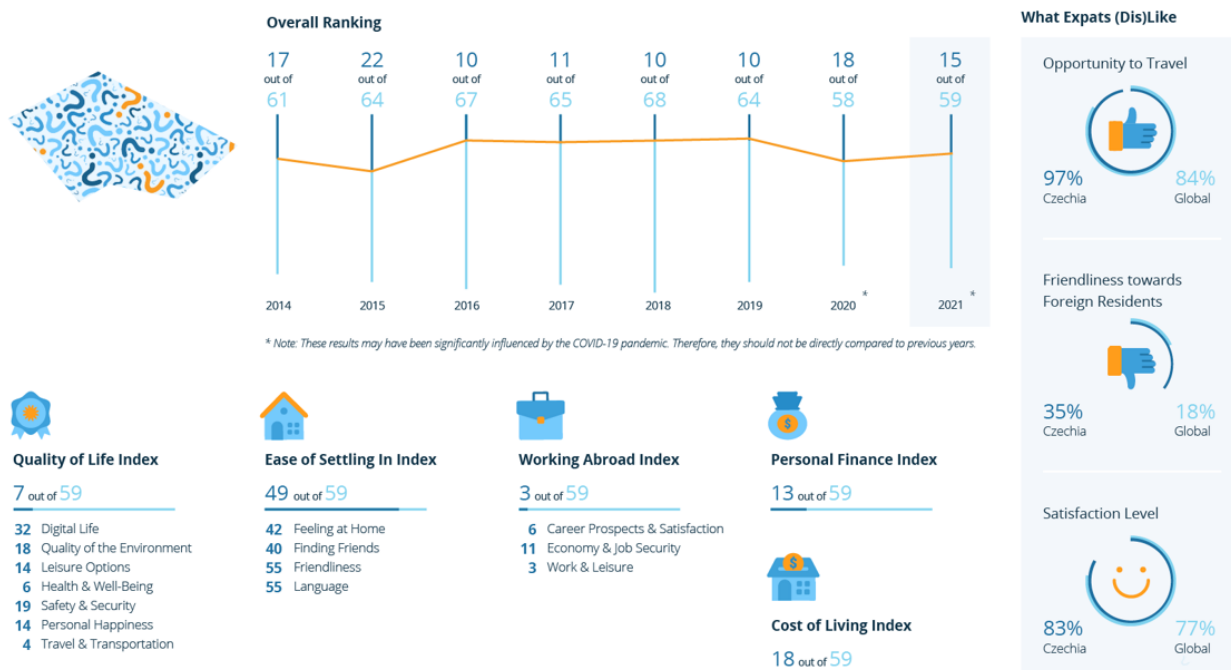 Overall Ranking
17 22 10 11 10 10 18 15
out of out of out of out of out of out of out of out of
61 64 67 65 68 64 58 59
2014 2015 2016 2017 2018 2019 2020 * 2021 *
* Note: These results may have been significantly influenced by the COVID-19 pandemic. Therefore, they should not be directly compared to previous years.
What Expats (Dis)Like
Opportunity to Travel
97% 84%
Czechia Global
Friendliness towards
Foreign Residents
35% 18%
Czechia Global
Satisfaction Level
83% 77%
Czechia Global
Quality of Life Index
7 out of 59
32 Digital Life
18 Quality of the Environment
14 Leisure Options
6 Health & Well-Being
19 Safety & Security
14 Personal Happiness
4 Travel & Transportation
Ease of Settling In Index
49 out of 59
42 Feeling at Home
40 Finding Friends
55 Friendliness
55 Language
Working Abroad Index
3 out of 59
6 Career Prospects & Satisfaction
11 Economy & Job Security
3 Work & Leisure
$
Personal Finance Index
13 out of 59
$
Cost of Living Index
18 out of 59